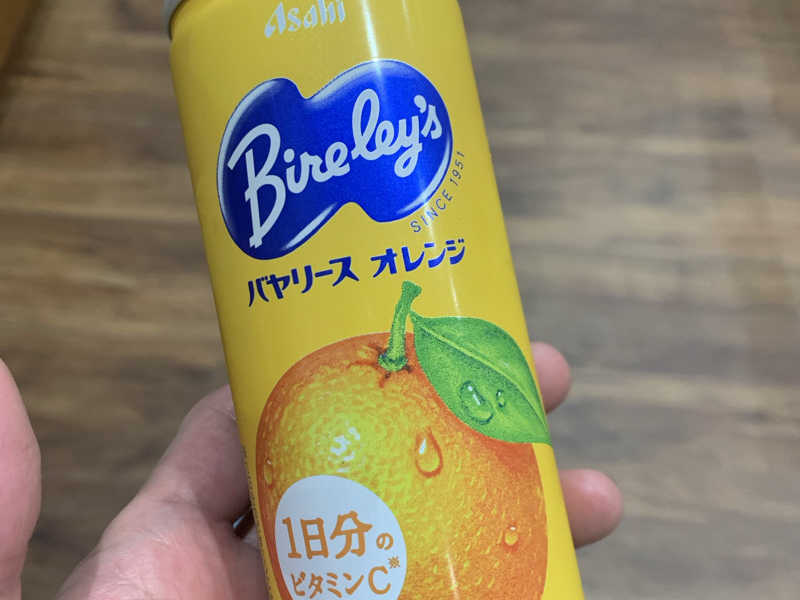 Asahi
Bireley's
SINCE 1951
バヤリース オレンジ
1日分の
ビタミンC※